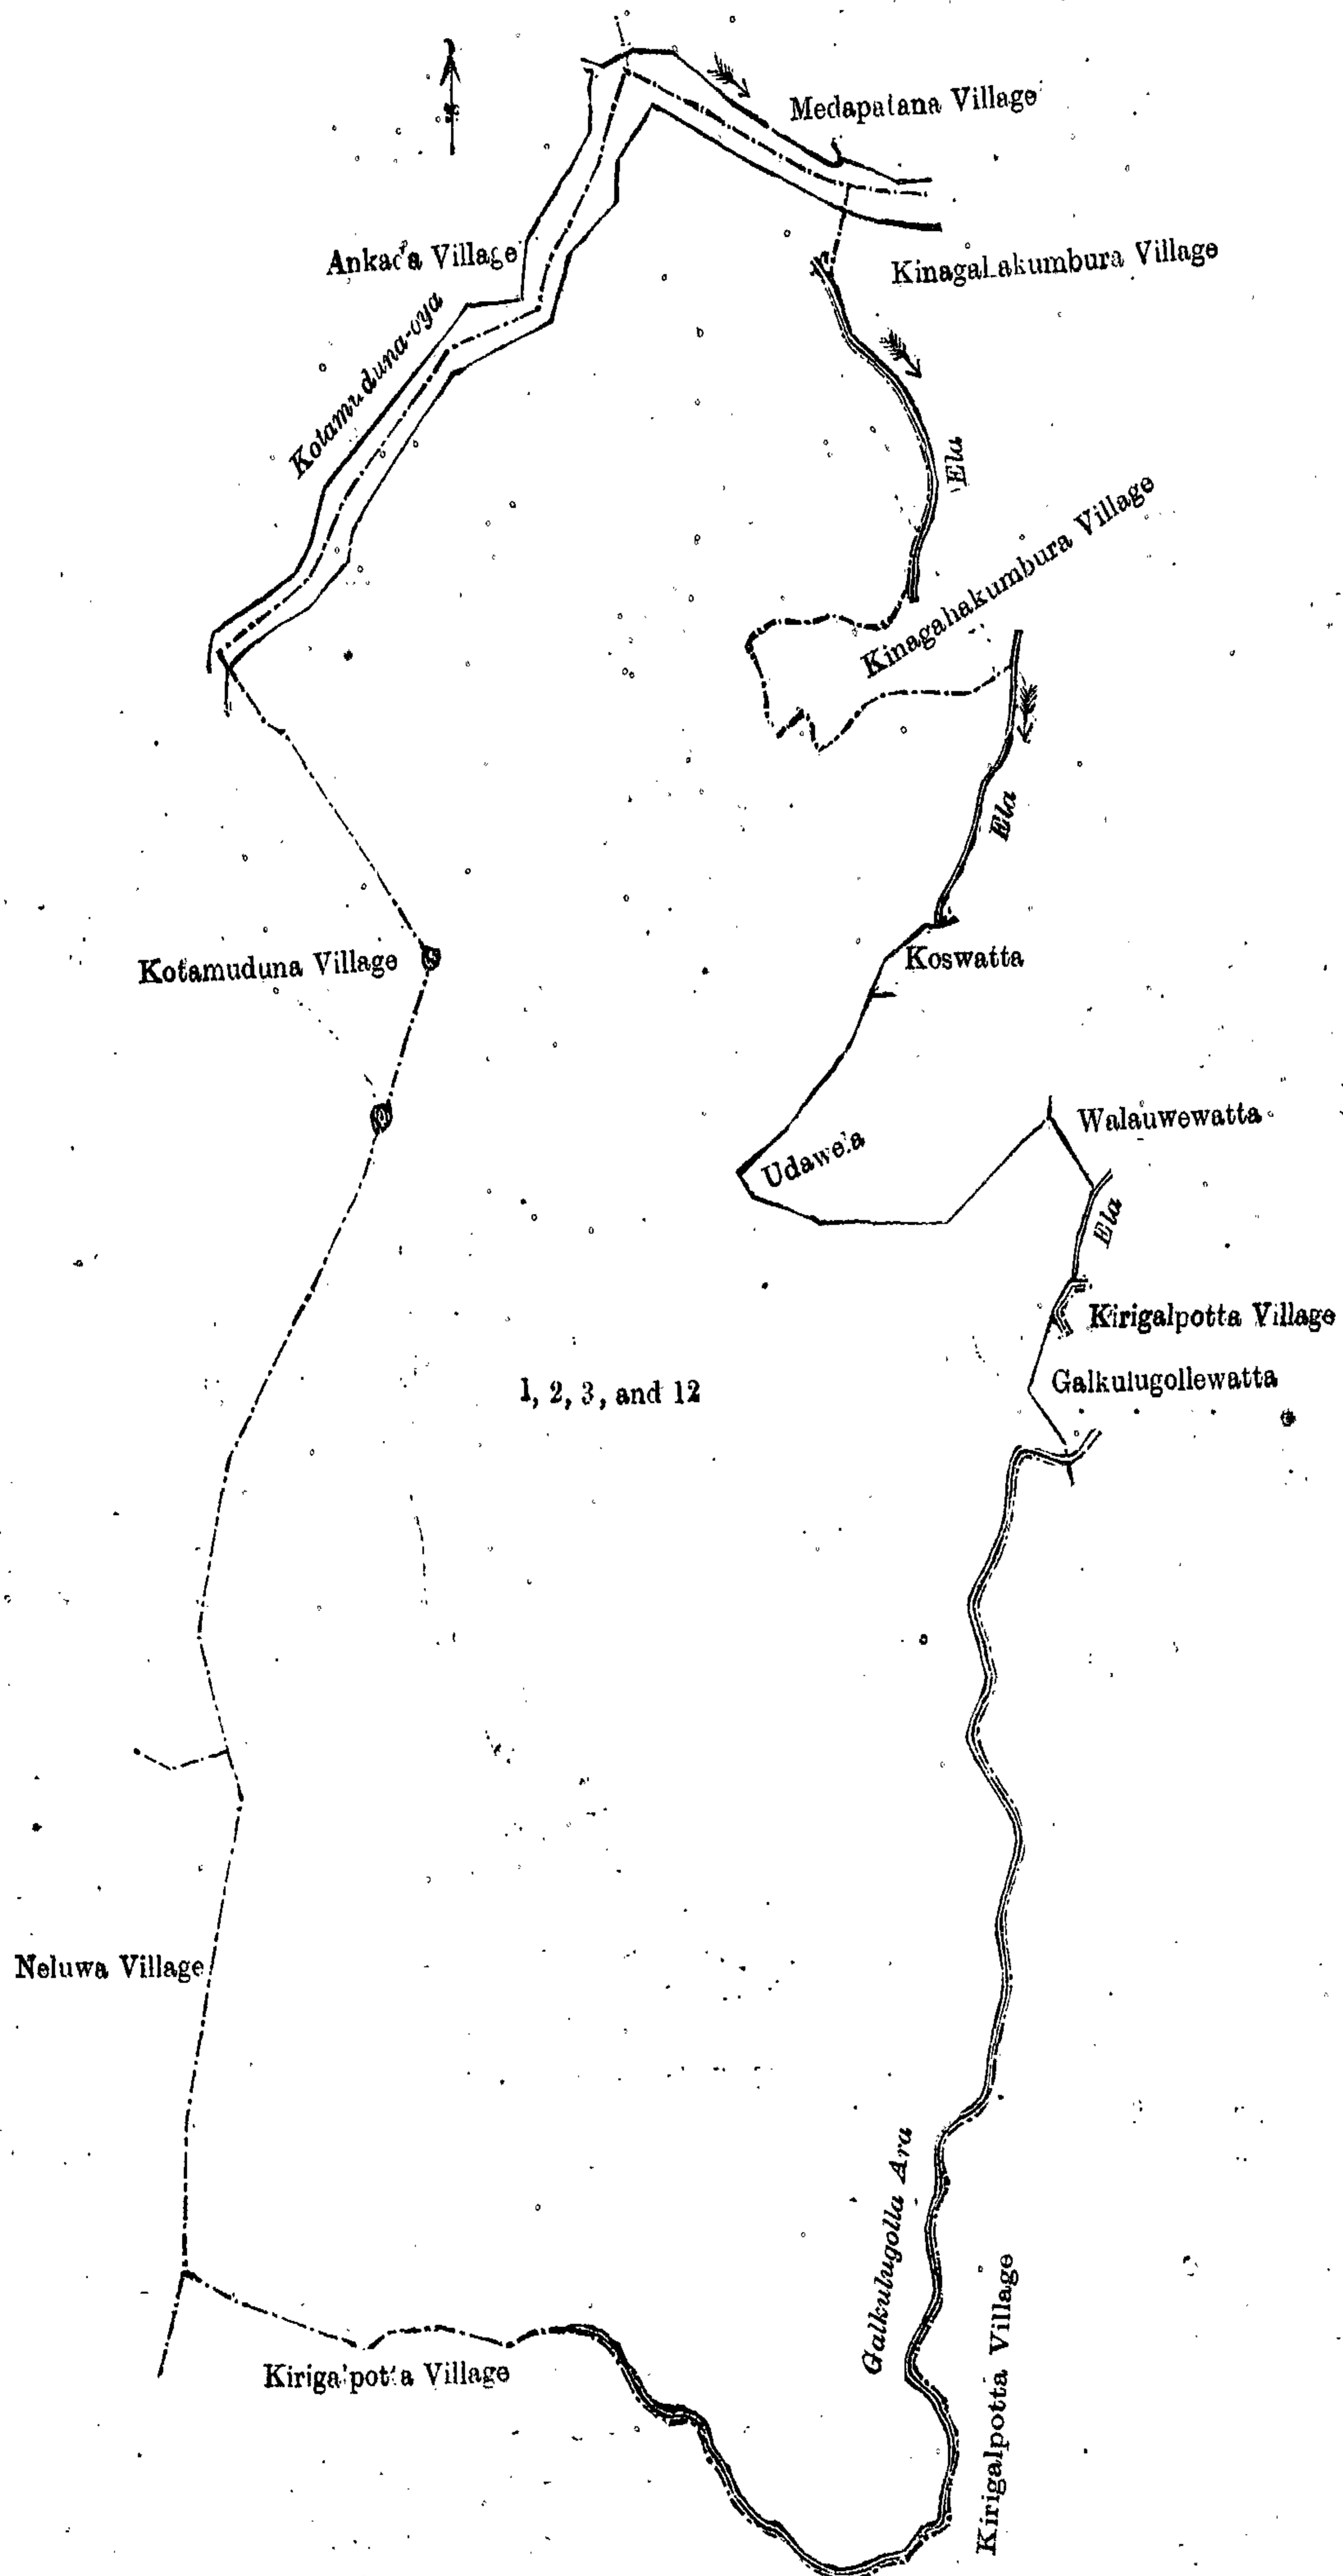 Medapatana Village
Ankada Village
Kinagahakumbura Village
Kotamuduna-oya
Ela
Kinagahakumbura Village
Ela
Koswatta
Kotamuduna Village
Walauwewatta
Udawela
Ela
Kirigalpotta Village
Galkulugollewatta
1, 2, 3, and 12
Neluwa Village
Galkulugolla Ara
Kirigalpotta Village
Kirigalpotta Village